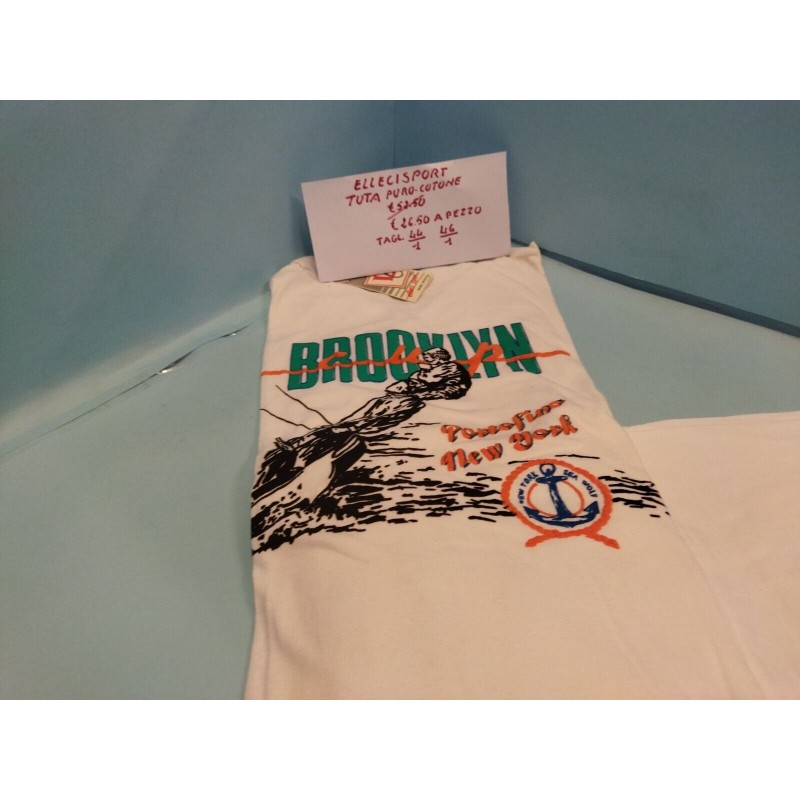 ELLECISPORT
TUTA PURO-COTONE
€ 52.50
€ 26.50 A PEZZO
TAGL. 44/1 46/1
BROOKLYN
cup
Portofino
New York
NEW YORK SEA WOLF